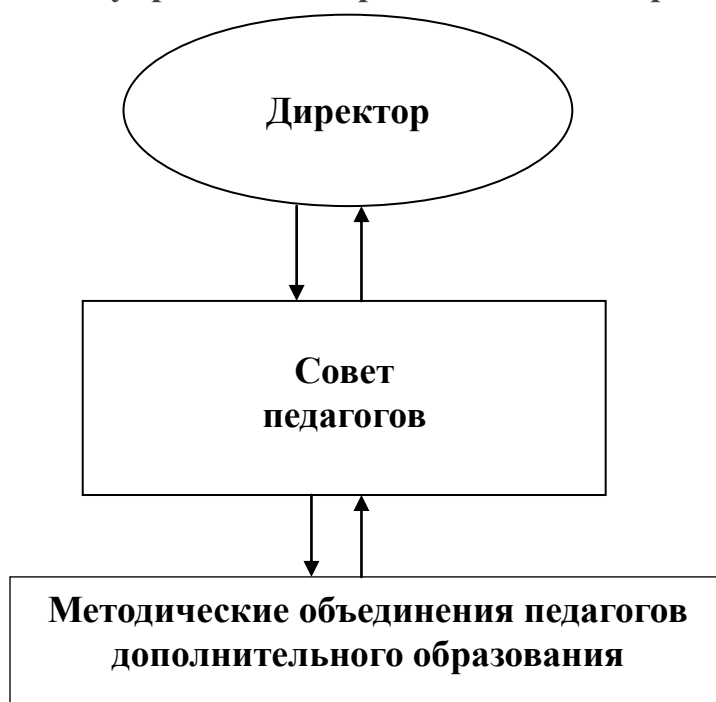 Директор
Совет
педагогов
Методические объединения педагогов
дополнительного образования